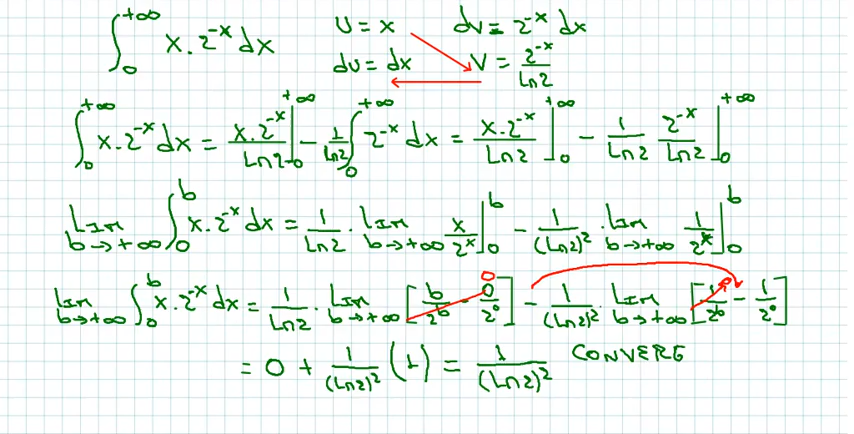 ∫₀^{+∞} x · 2^{-x} dx   U = x   dv = 2^{-x} dx
du = dx   V = 2^{-x}/Ln2
∫₀^{+∞} x · 2^{-x} dx = x · 2^{-x}/Ln2 |₀^{+∞} - 1/Ln2 ∫₀^{+∞} 2^{-x} dx = x · 2^{-x}/Ln2 |₀^{+∞} - 1/Ln2 2^{-x}/Ln2 |₀^{+∞}
Lim_{b→+∞} ∫₀^b x · 2^{-x} dx = 1/Ln2 · Lim_{b→+∞} x/2^x |₀^b - 1/(Ln2)² · Lim_{b→+∞} 1/2^x |₀^b
Lim_{b→+∞} ∫₀^b x · 2^{-x} dx = 1/Ln2 · Lim_{b→+∞} [b/2^b - 0/2^0] 0 - 1/(Ln2)² · Lim_{b→+∞} [1/2^b 0 - 1/2^0]
= 0 + 1/(Ln2)² (1) = 1/(Ln2)² CONVERGE